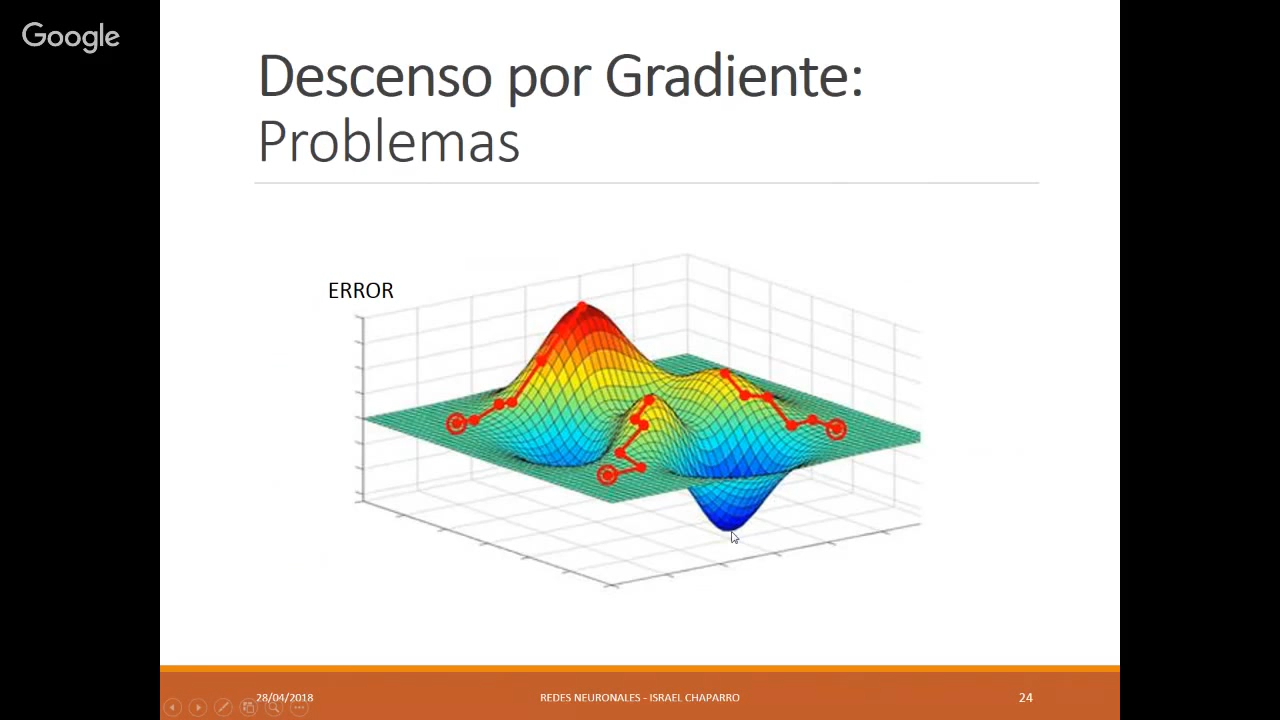 Google
Descenso por Gradiente:
Problemas
ERROR
28/04/2018
REDES NEURONALES - ISRAEL CHAPARRO
24